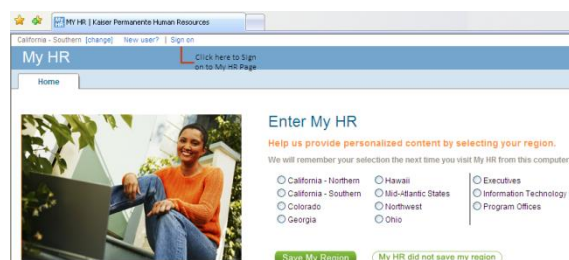 MY HR | Kaiser Permanente Human Resources
California - Southern [change] New user? | Sign on
My HR
Click here to Sign
on to My HR Page
Home
Enter My HR
Help us provide personalized content by selecting your region.
We will remember your selection the next time you visit My HR from this computer
California - Northern Hawaii Executives
California - Southern Mid-Atlantic States Information Technology
Colorado Northwest Program Offices
Georgia Ohio
Save My Region My HR did not save my region